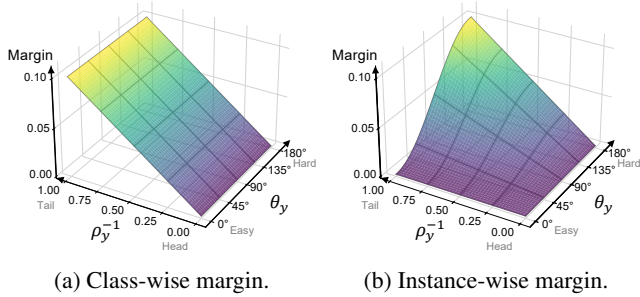 Margin
0.10
0.05
0.00
1.00
Tail
0.75
0.50
0.25
0.00
Head
ρ_y^{-1}
0°
Easy
45°
90°
135°
180°
Hard
θ_y
(a) Class-wise margin.
Margin
0.10
0.05
0.00
1.00
Tail
0.75
0.50
0.25
0.00
Head
ρ_y^{-1}
0°
Easy
45°
90°
135°
180°
Hard
θ_y
(b) Instance-wise margin.